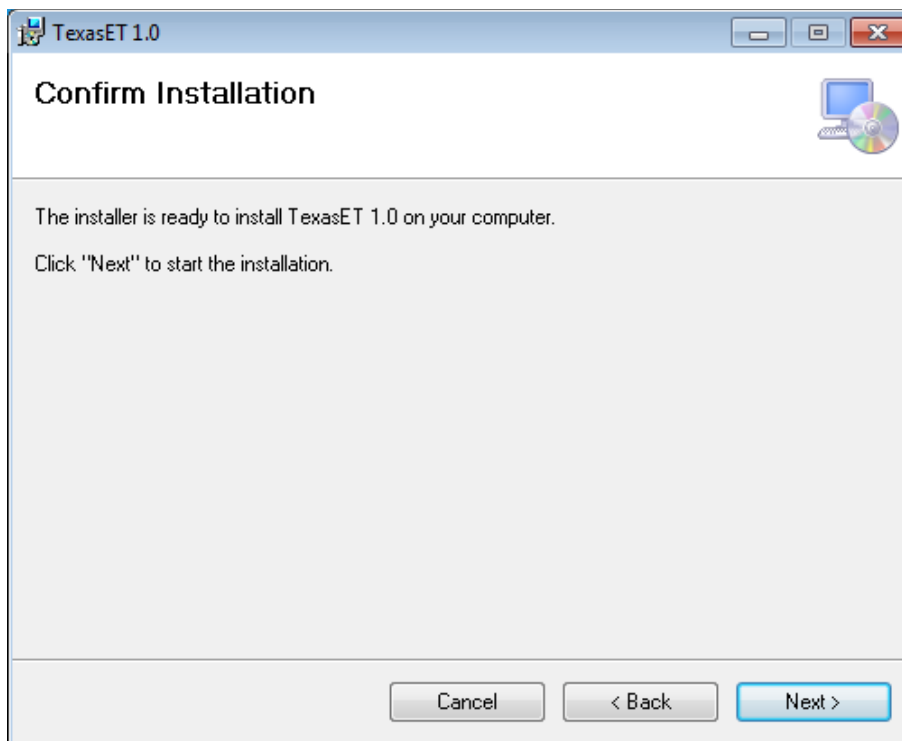 TexasET 1.0
Confirm Installation
The installer is ready to install TexasET 1.0 on your computer.
Click "Next" to start the installation.
Cancel
< Back
Next >